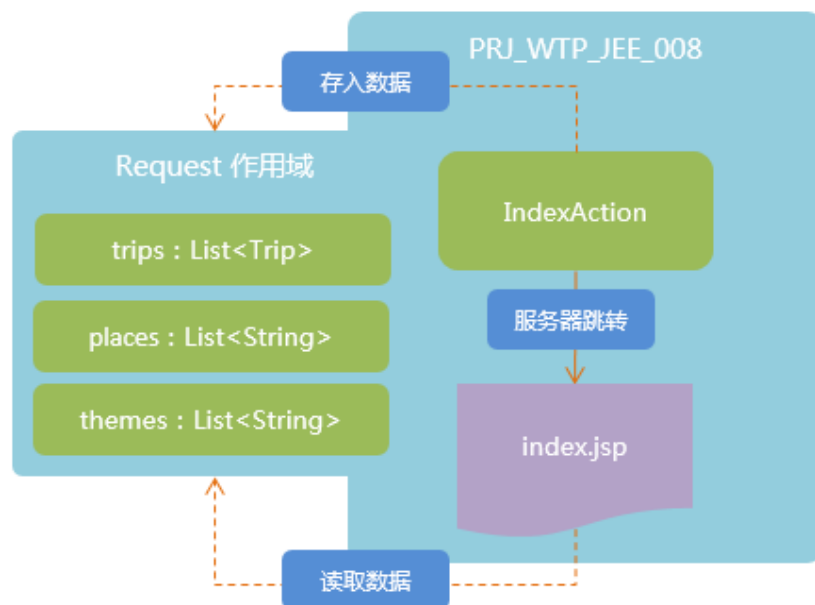 PRJ_WTP_JEE_008
存入数据
Request 作用域
IndexAction
trips：List<Trip>
服务器跳转
places：List<String>
themes：List<String>
index.jsp
读取数据